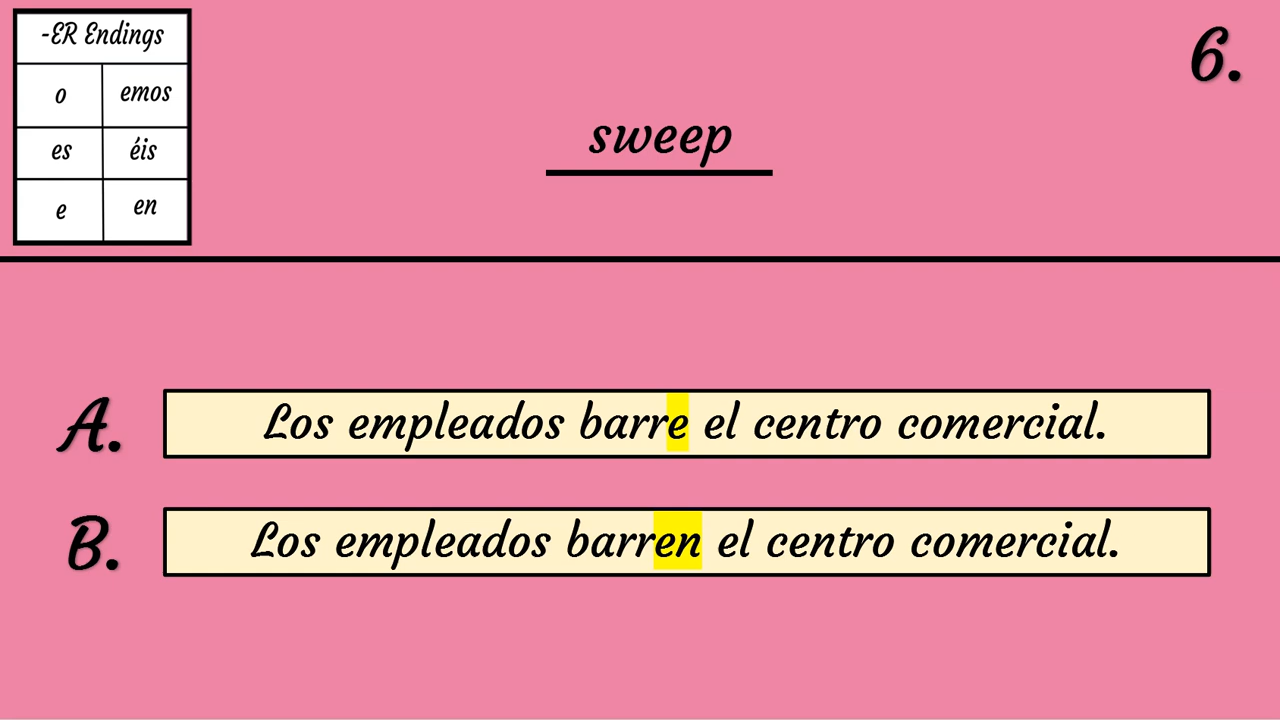 -ER Endings
o emos
es éis
e en
6.
sweep
A. Los empleados barre el centro comercial.
B. Los empleados barren el centro comercial.